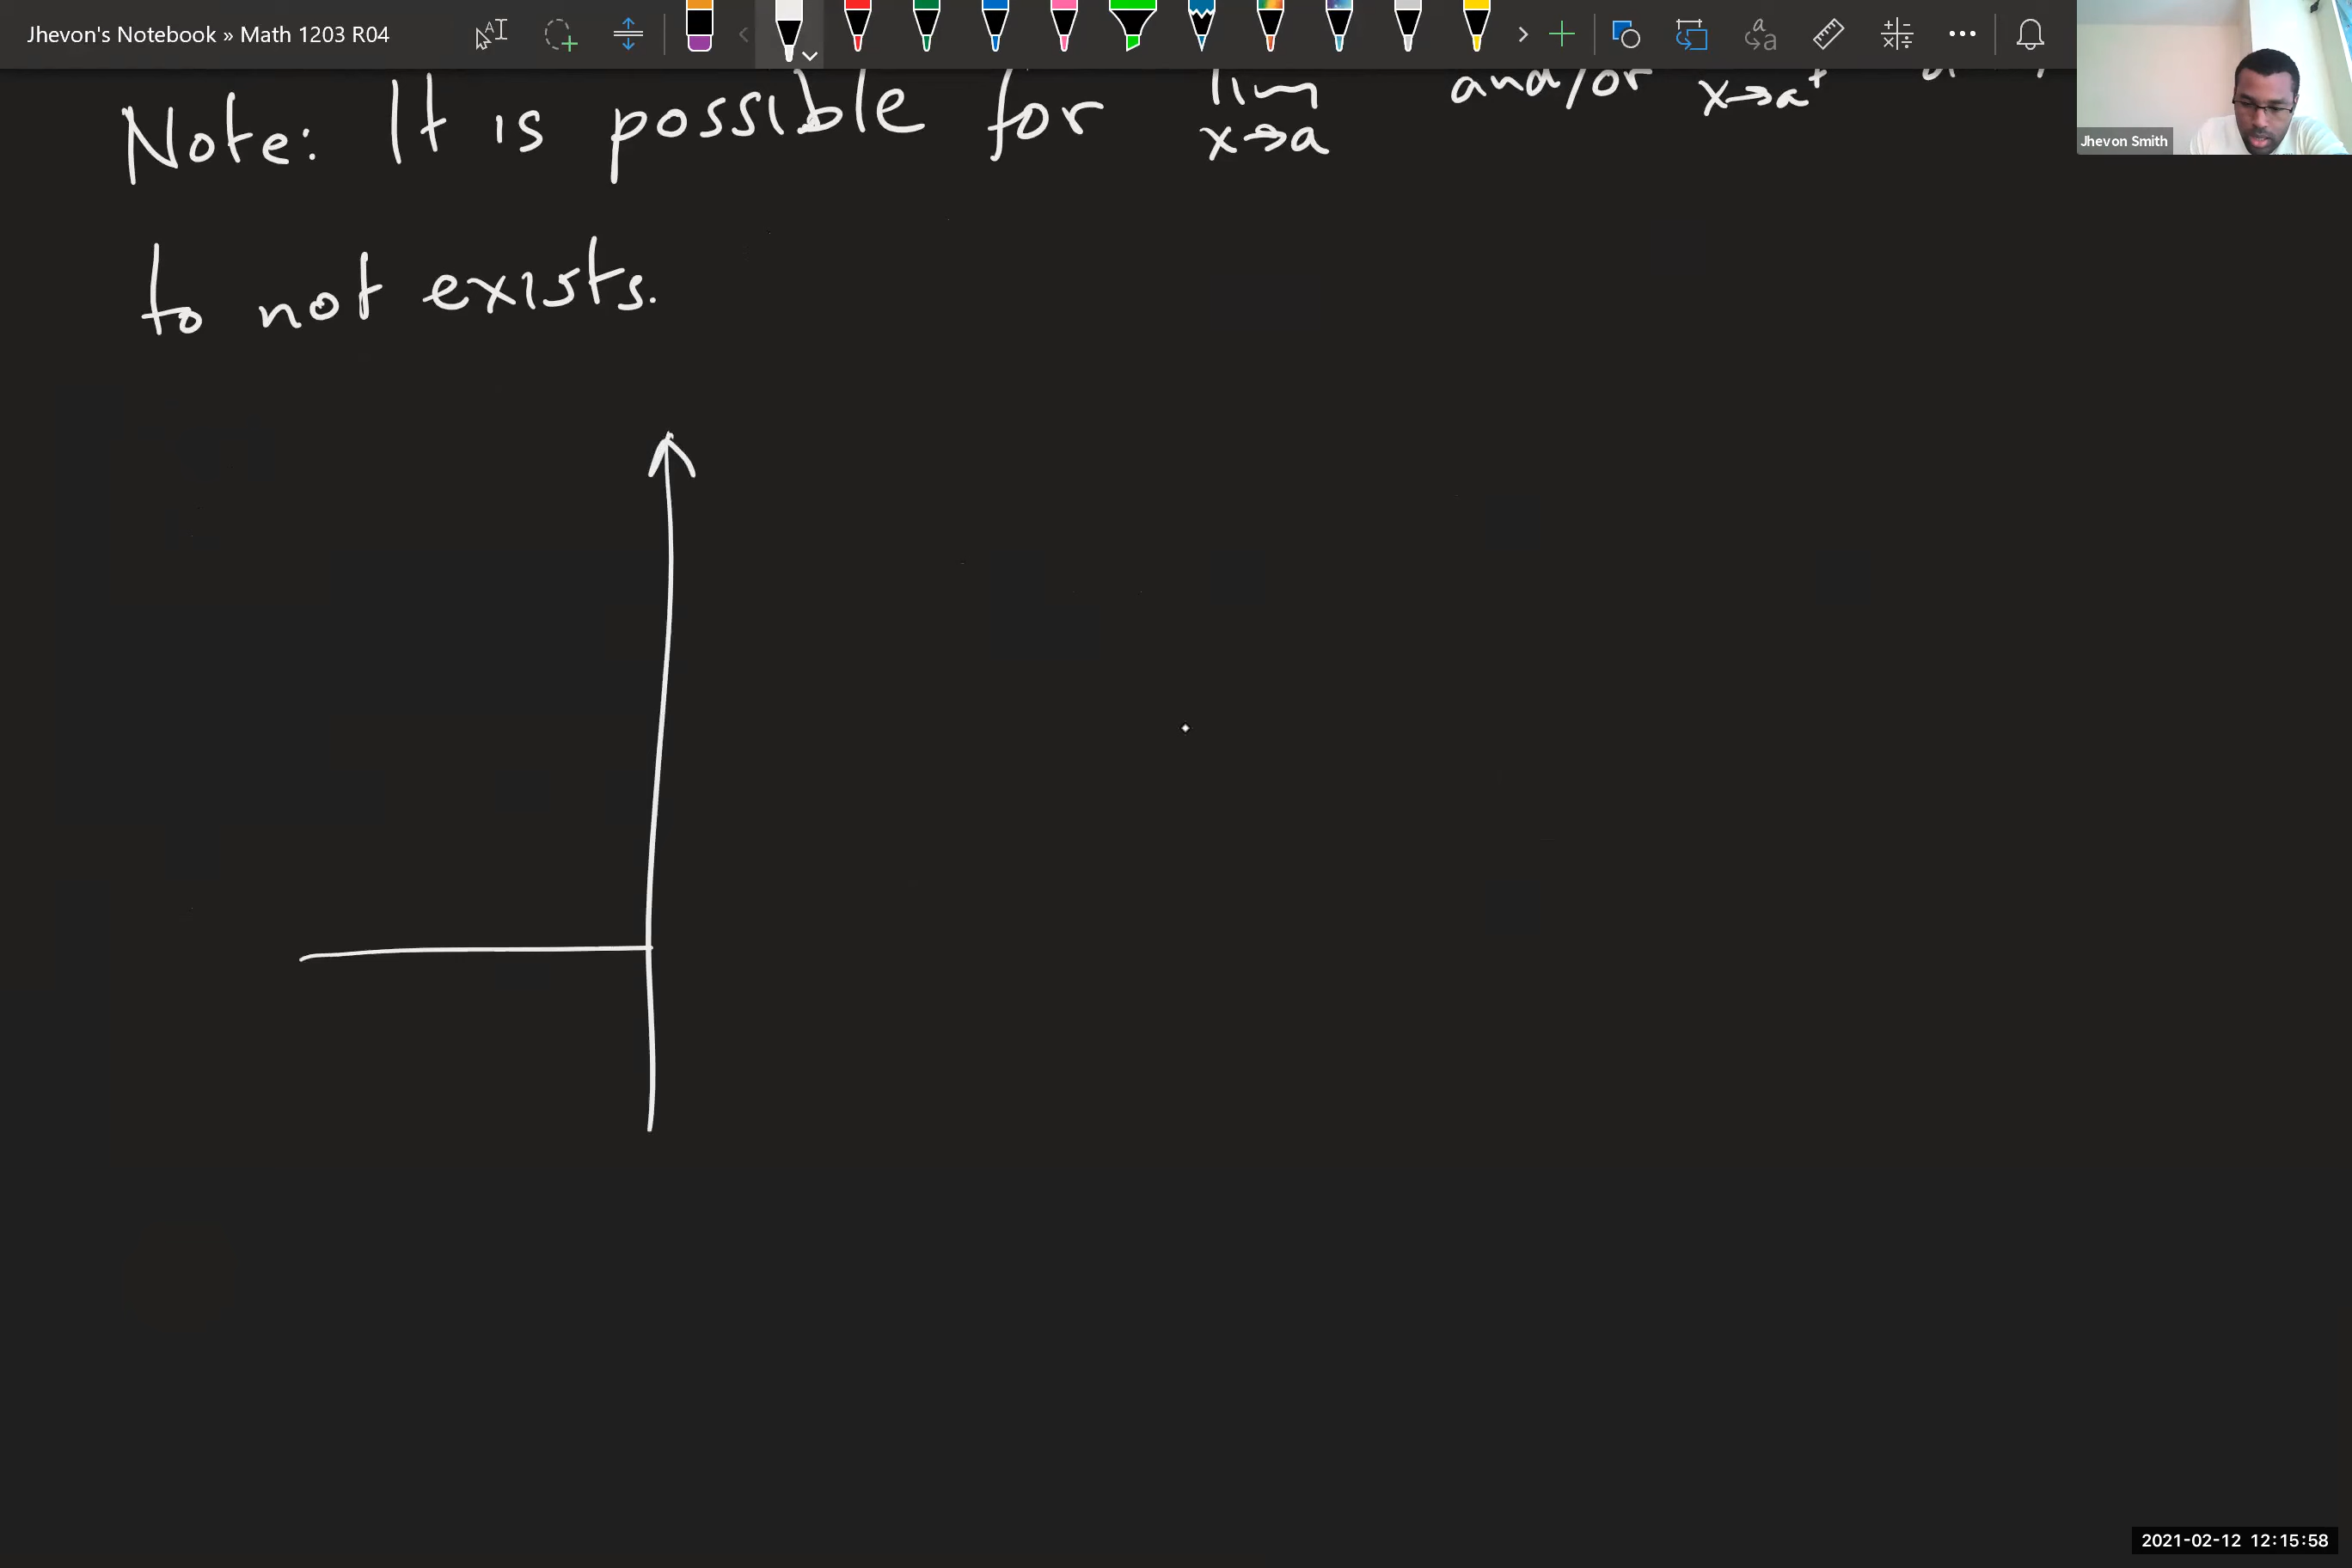 Jhevon's Notebook » Math 1203 R04
Jhevon Smith
Note: It is possible for lim x→a and/or x→a⁺
to not exists.
2021-02-12 12:15:58